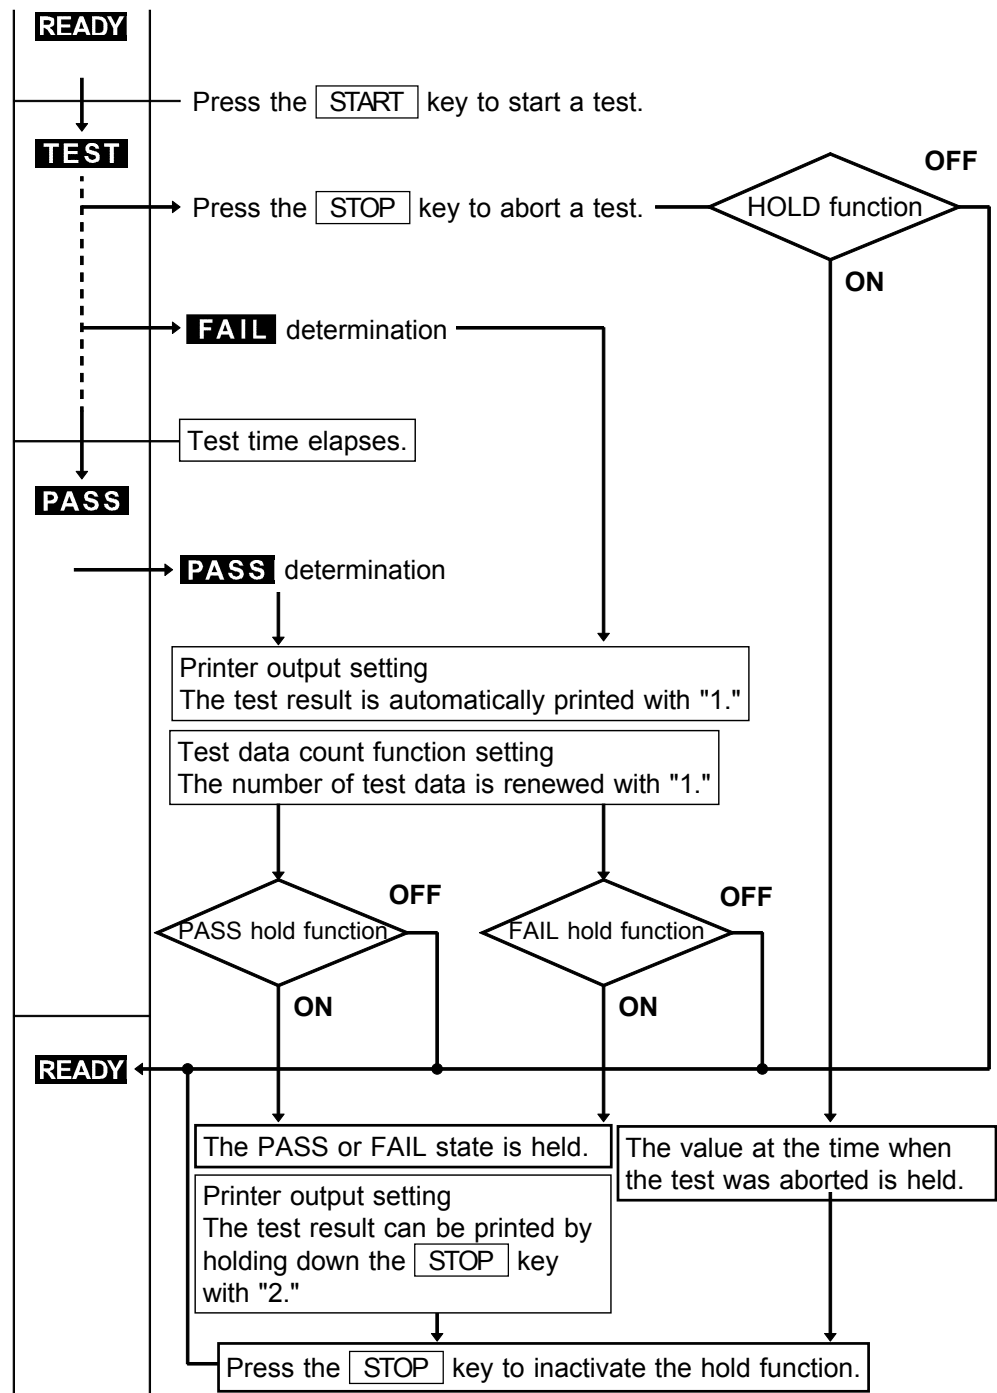 READY
Press the START key to start a test.
TEST
OFF
Press the STOP key to abort a test.
HOLD function
ON
FAIL determination
Test time elapses.
PASS
PASS determination
Printer output setting
The test result is automatically printed with "1."
Test data count function setting
The number of test data is renewed with "1."
OFF
OFF
PASS hold function
FAIL hold function
ON
ON
READY
The PASS or FAIL state is held.
The value at the time when
the test was aborted is held.
Printer output setting
The test result can be printed by
holding down the STOP key
with "2."
Press the STOP key to inactivate the hold function.